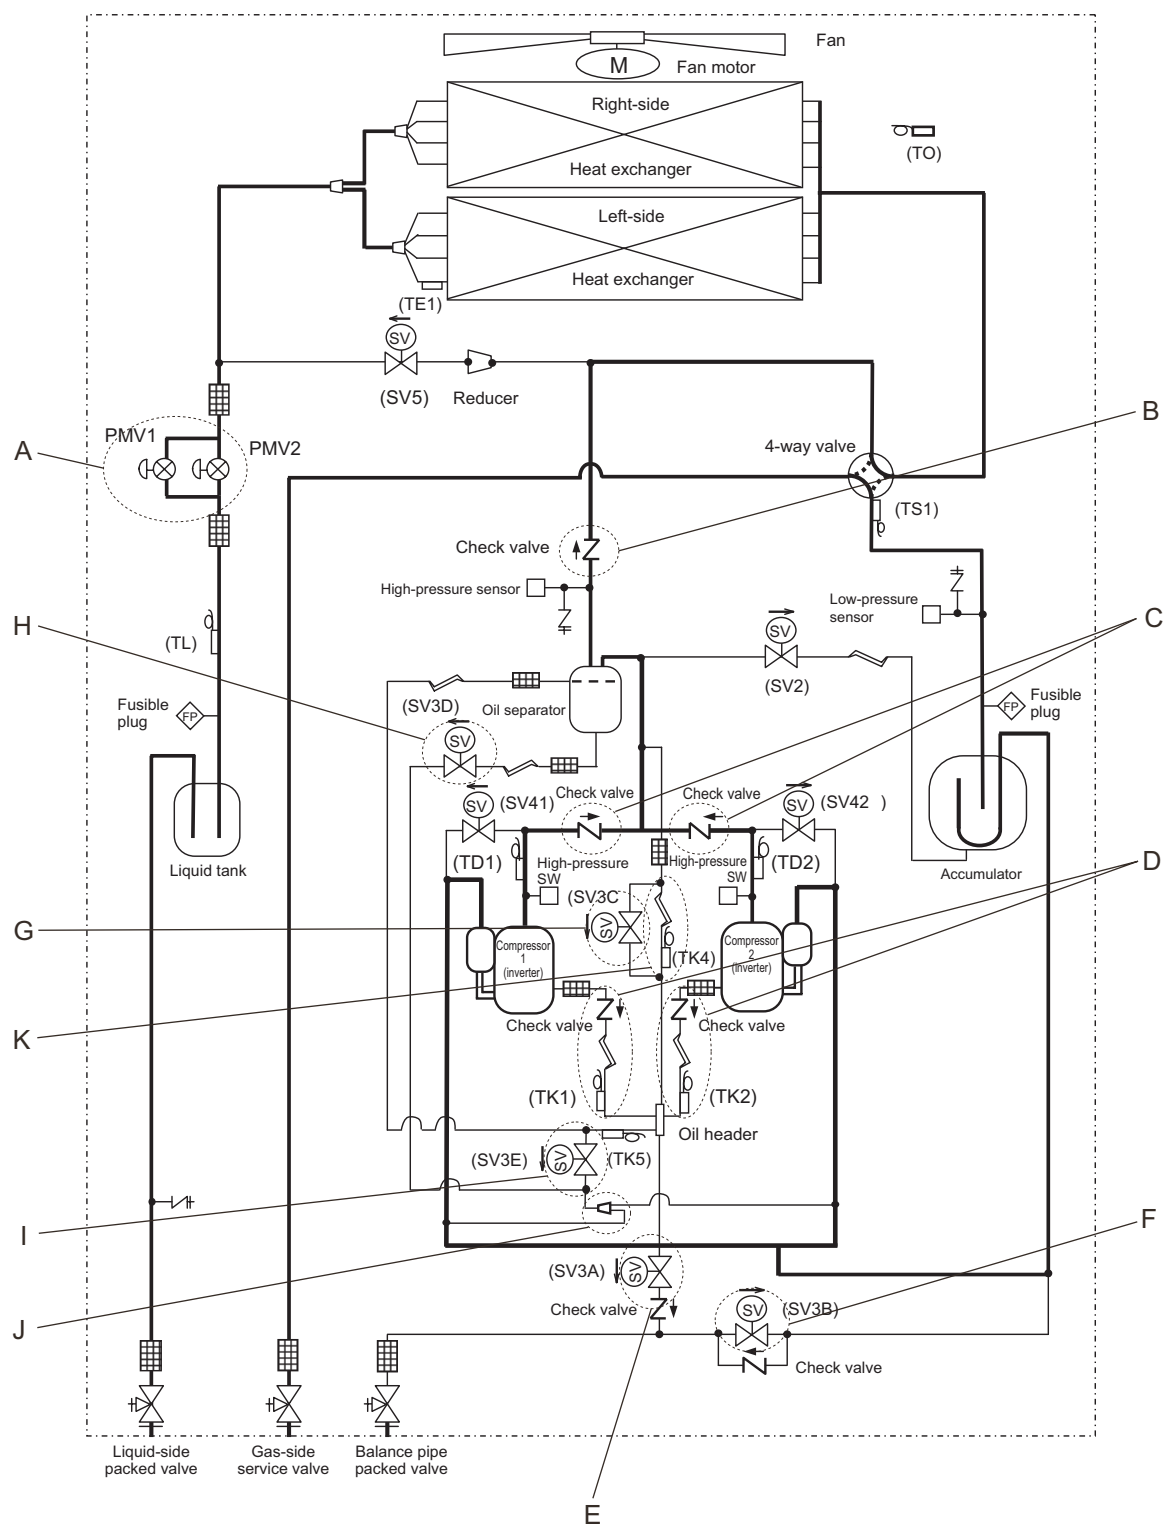 Fan
M
Fan motor
Right-side
Heat exchanger
(TO)
Left-side
Heat exchanger
(TE1)
SV
(SV5)
Reducer
B
PMV1
PMV2
A
4-way valve
(TS1)
Check valve
High-pressure sensor
Low-pressure
sensor
H
C
(TL)
SV
(SV2)
(SV3D)
Oil separator
Fusible
plug
FP
Fusible
plug
FP
SV
Check valve
Check valve
SV
(SV41)
SV
(SV42 )
(TD1)
(TD2)
High-pressure
SW
High-pressure
SW
Liquid tank
Accumulator
D
(SV3C
SV
G
Compressor
1
(inverter)
Compressor
2
(inverter)
(TK4)
K
Check valve
Check valve
(TK1)
(TK2)
Oil header
(SV3E)
SV
(TK5)
I
F
(SV3A)
SV
Check valve
SV
(SV3B)
J
Check valve
Liquid-side
packed valve
Gas-side
service valve
Balance pipe
packed valve
E